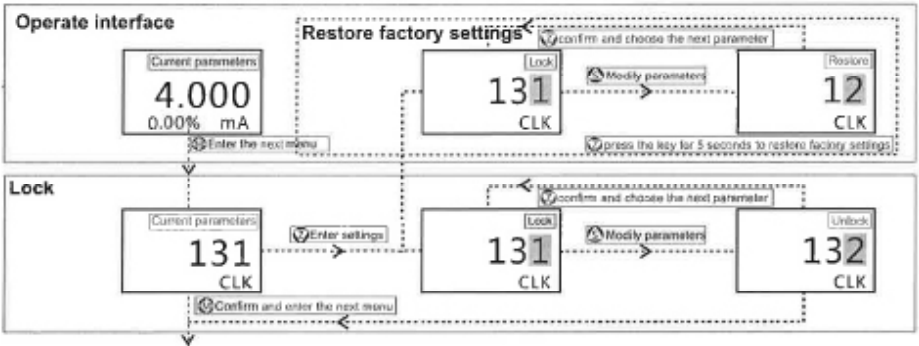 Operate interface
Restore factory settings
confirm and choose the next parameter
Current parameters
4.000
0.00% mA
Enter the next menu
Lock
131
CLK
Modify parameters
Restore
12
CLK
press the key for 5 seconds to restore factory settings
Lock
confirm and choose the next parameter
Current parameters
131
CLK
Enter settings
Lock
131
CLK
Modify parameters
Unlock
132
CLK
Confirm and enter the next menu